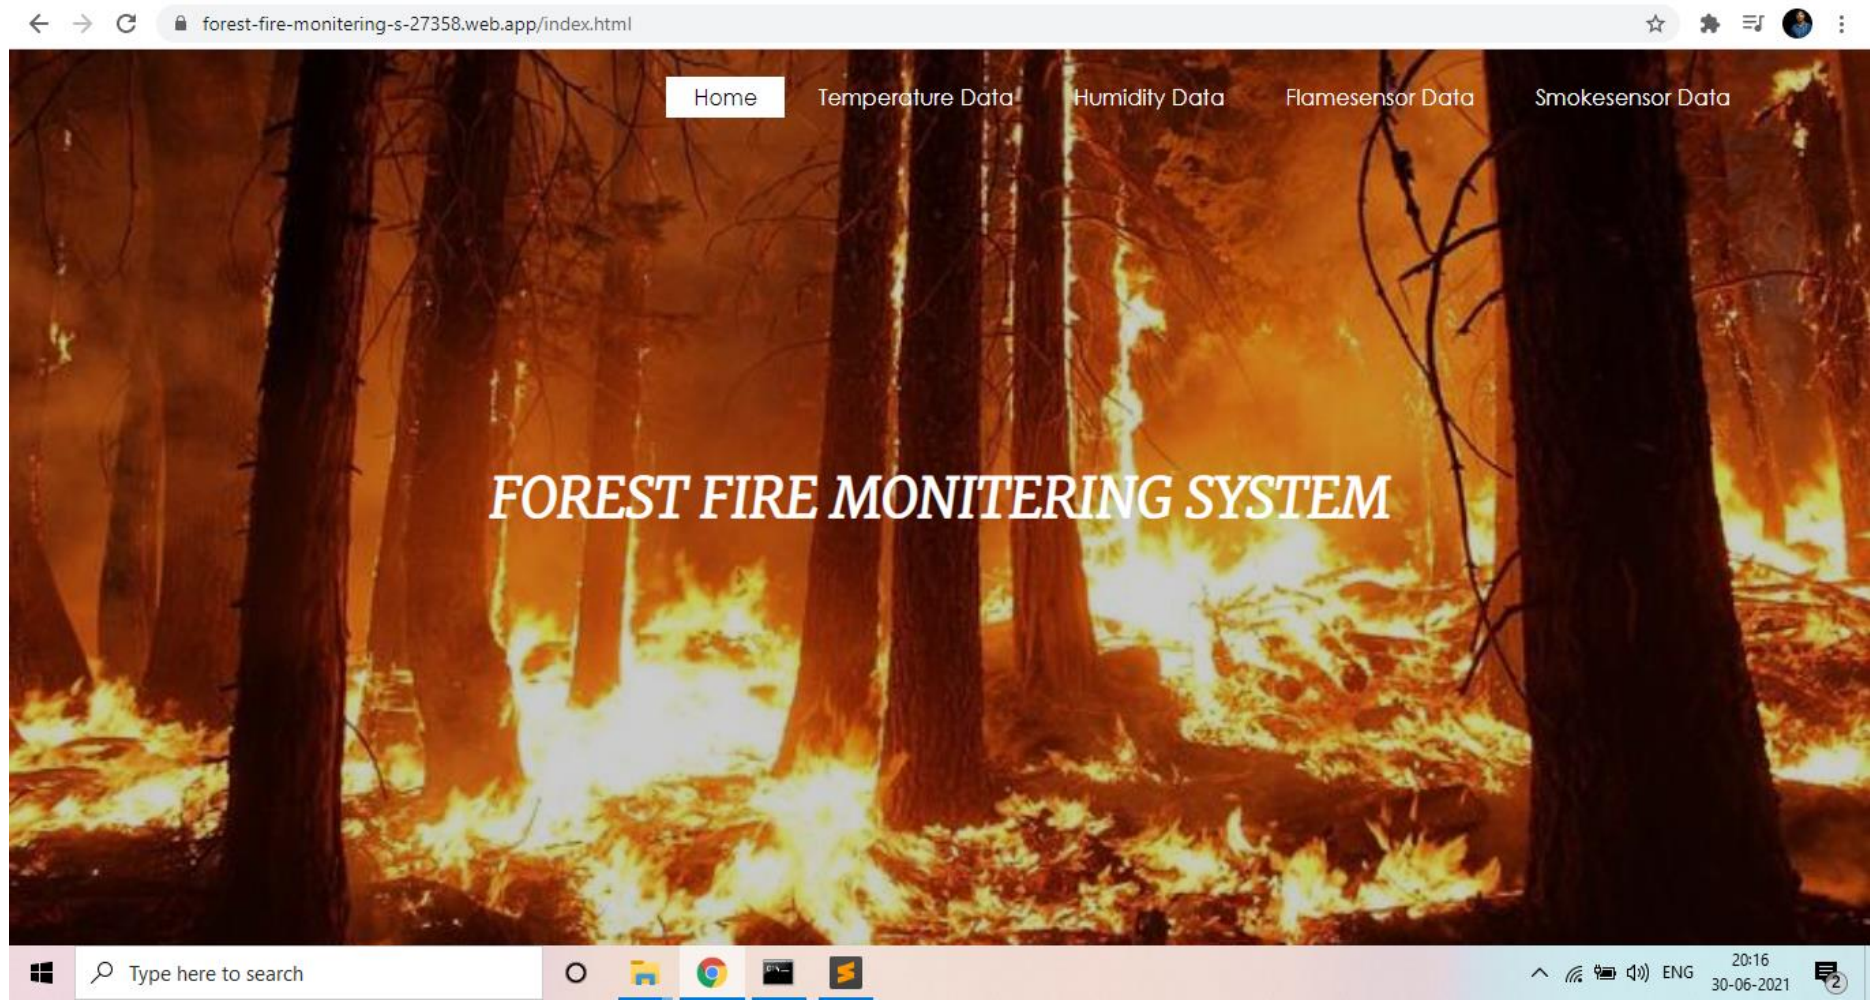 forest-fire-monitering-s-27358.web.app/index.html
Home Temperature Data Humidity Data Flamesensor Data Smokesensor Data
FOREST FIRE MONITERING SYSTEM
Type here to search
ENG
20:16
30-06-2021
2